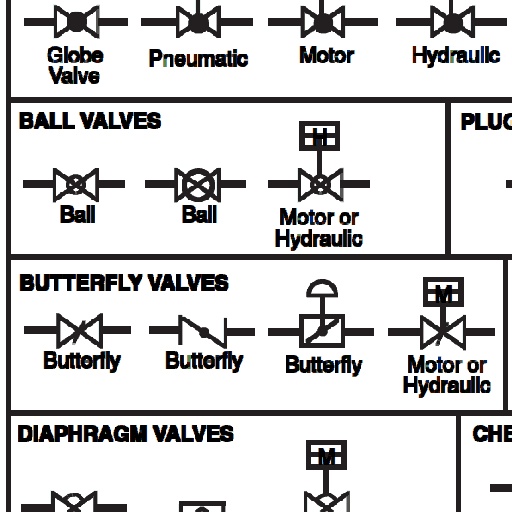 Globe
Valve
Pneumatic
Motor
Hydraulic
BALL VALVES
PLUG
H
Ball
Ball
Motor or
Hydraulic
BUTTERFLY VALVES
M
Butterfly
Butterfly
Butterfly
Motor or
Hydraulic
DIAPHRAGM VALVES
CHE
M